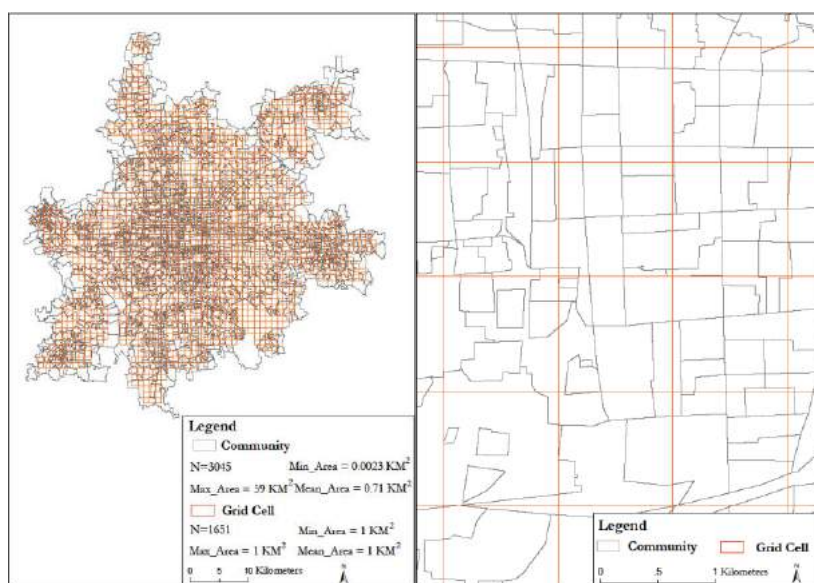 Legend
Community
N=3045 Min_Area = 0.0023 KM²
Max_Area = 59 KM² Mean_Area = 0.71 KM²
Grid Cell
N=1651 Min_Area = 1 KM²
Max_Area = 1 KM² Mean_Area = 1 KM²
0 5 10 Kilometers N
Legend
Community Grid Cell
0 1 Kilometers N